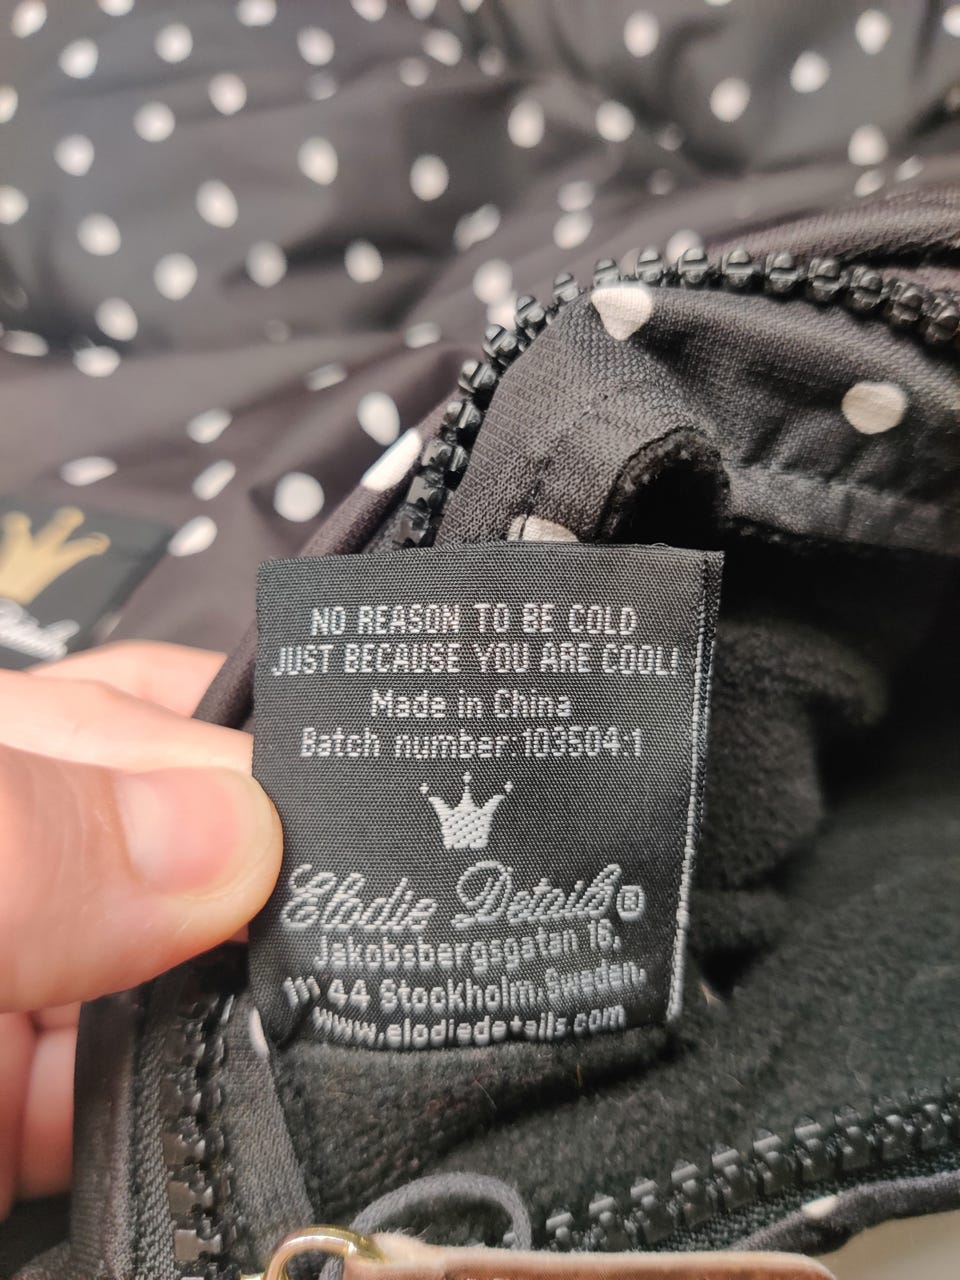 NO REASON TO BE COLD
JUST BECAUSE YOU ARE COOL!
Made in China
Batch number 103504-1
Elodie Details®
Jakobsbergsgatan 16,
111 44 Stockholm, Sweden.
www.elodiedetails.com